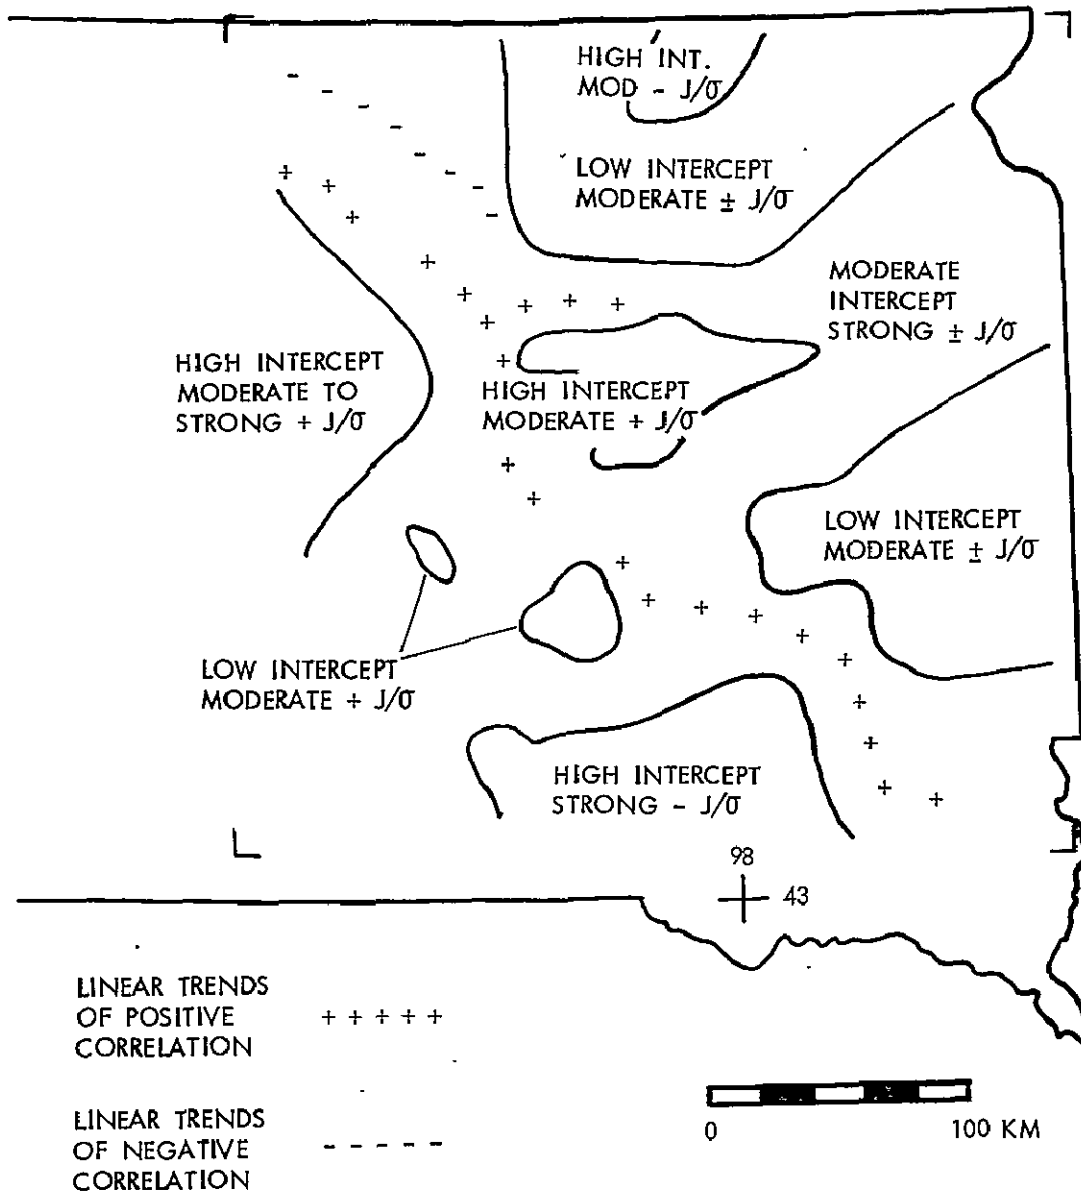 HIGH INT.
MOD - J/σ
LOW INTERCEPT
MODERATE ± J/σ
MODERATE
INTERCEPT
STRONG ± J/σ
HIGH INTERCEPT
MODERATE TO
STRONG + J/σ
HIGH INTERCEPT
MODERATE + J/σ
LOW INTERCEPT
MODERATE ± J/σ
LOW INTERCEPT
MODERATE + J/σ
HIGH INTERCEPT
STRONG - J/σ
98
43
LINEAR TRENDS
OF POSITIVE + + + + +
CORRELATION
LINEAR TRENDS
OF NEGATIVE - - - - -
CORRELATION
0 100 KM